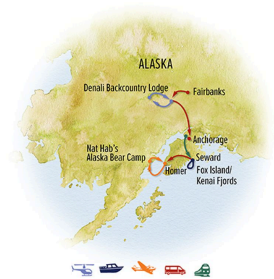 ALASKA
Denali Backcountry Lodge
Fairbanks
Anchorage
Nat Hab's
Alaska Bear Camp
Seward
Homer
Fox Island/
Kenai Fjords